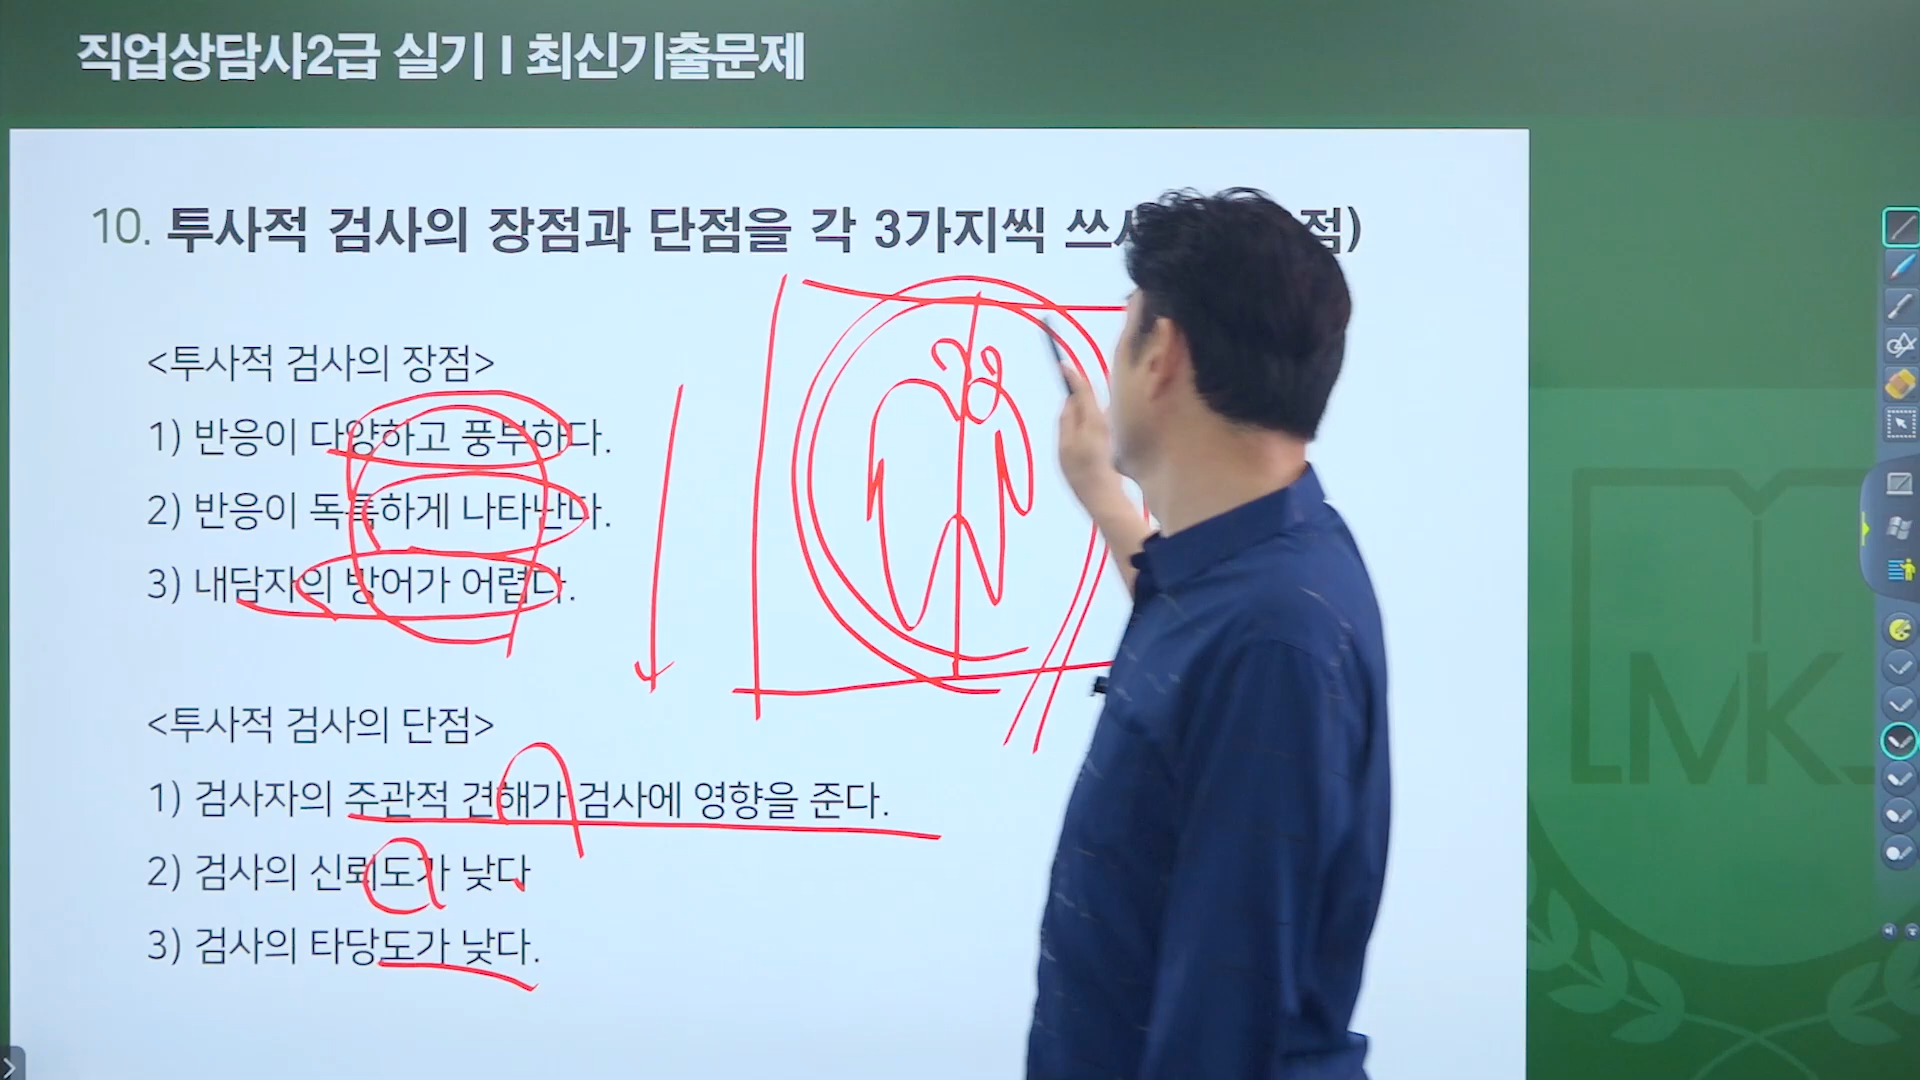 직업상담사2급 실기 I 최신기출문제
10. 투사적 검사의 장점과 단점을 각 3가지씩 점)
<투사적 검사의 장점>
1) 반응이 다양하고 풍부하다.
2) 반응이 독특하게 나타난다.
3) 내담자의 방어가 어렵다.
<투사적 검사의 단점>
1) 검사자의 주관적 견해가 검사에 영향을 준다.
2) 검사의 신뢰도가 낮다
3) 검사의 타당도가 낮다.
MK